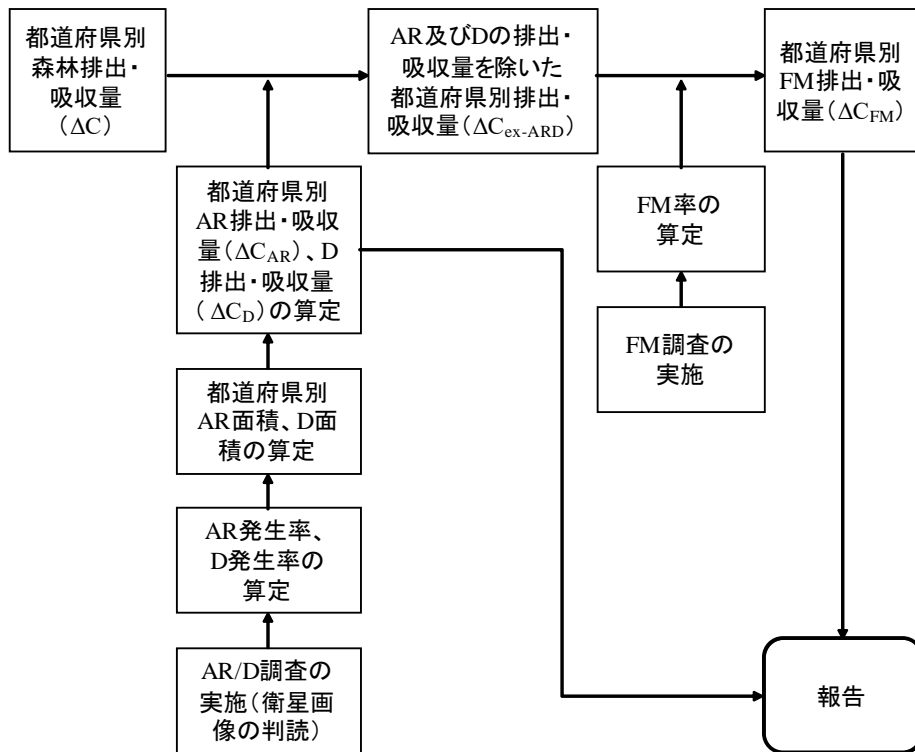 都道府県別
森林排出・
吸収量
(ΔC)
AR及びDの排出・
吸収量を除いた
都道府県別排出・
吸収量(ΔCex-ARD)
都道府県別
FM排出・吸
収量(ΔCFM)
都道府県別
AR排出・吸収
量(ΔCAR)、D
排出・吸収量
(ΔCD)の算定
FM率の
算定
FM調査の
実施
都道府県別
AR面積、D面
積の算定
AR発生率、
D発生率の
算定
AR/D調査の
実施(衛星画
像の判読)
報告